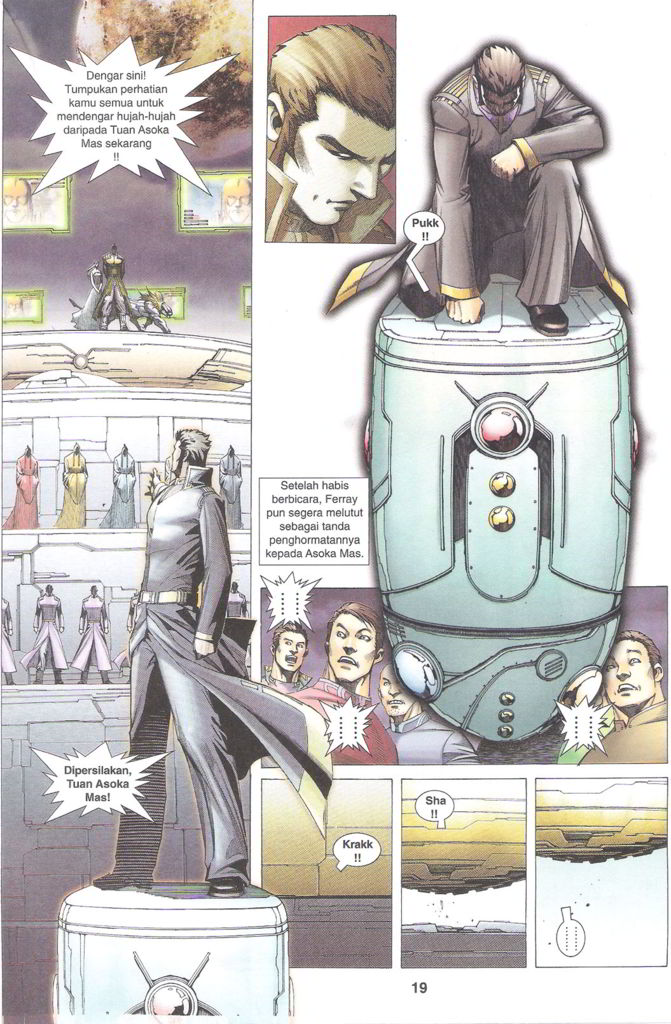 Dengar sini!
Tumpukan perhatian
kamu semua untuk
mendengar hujah-hujah
daripada Tuan Asoka
Mas sekarang
!!
Pukk
!!
Setelah habis
berbicara, Ferray
pun segera melutut
sebagai tanda
penghormatannya
kepada Asoka Mas.
Dipersilakan,
Tuan Asoka
Mas!
Krakk
!!
Sha
!!
19